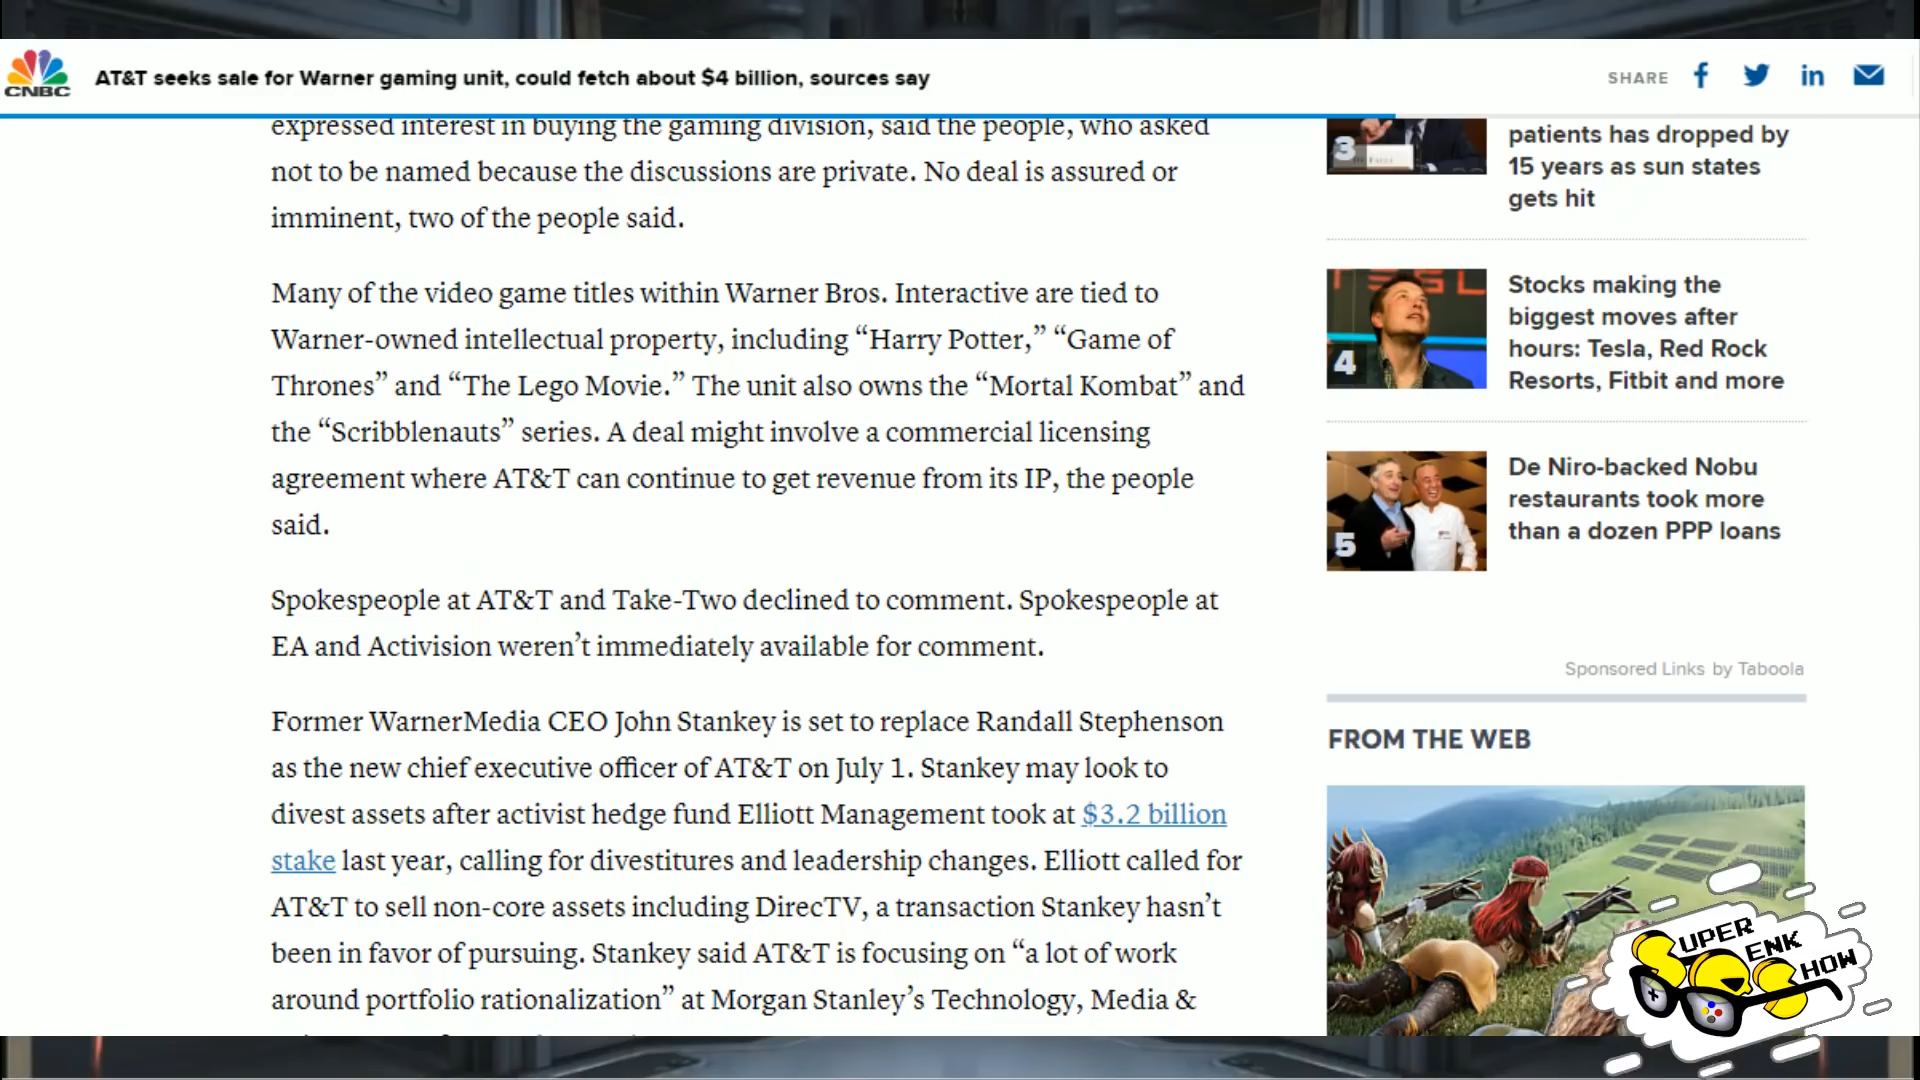 CNBC
AT&T seeks sale for Warner gaming unit, could fetch about $4 billion, sources say
SHARE
expressed interest in buying the gaming division, said the people, who asked
not to be named because the discussions are private. No deal is assured or
imminent, two of the people said.
Many of the video game titles within Warner Bros. Interactive are tied to
Warner-owned intellectual property, including “Harry Potter,” “Game of
Thrones” and “The Lego Movie.” The unit also owns the “Mortal Kombat” and
the “Scribblenauts” series. A deal might involve a commercial licensing
agreement where AT&T can continue to get revenue from its IP, the people
said.
Spokespeople at AT&T and Take-Two declined to comment. Spokespeople at
EA and Activision weren’t immediately available for comment.
Former WarnerMedia CEO John Stankey is set to replace Randall Stephenson
as the new chief executive officer of AT&T on July 1. Stankey may look to
divest assets after activist hedge fund Elliott Management took at $3.2 billion
stake last year, calling for divestitures and leadership changes. Elliott called for
AT&T to sell non-core assets including DirecTV, a transaction Stankey hasn’t
been in favor of pursuing. Stankey said AT&T is focusing on “a lot of work
around portfolio rationalization” at Morgan Stanley’s Technology, Media &
3
patients has dropped by
15 years as sun states
gets hit
TESL
4
Stocks making the
biggest moves after
hours: Tesla, Red Rock
Resorts, Fitbit and more
5
De Niro-backed Nobu
restaurants took more
than a dozen PPP loans
Sponsored Links by Taboola
FROM THE WEB
SUPER
GENK
SHOW